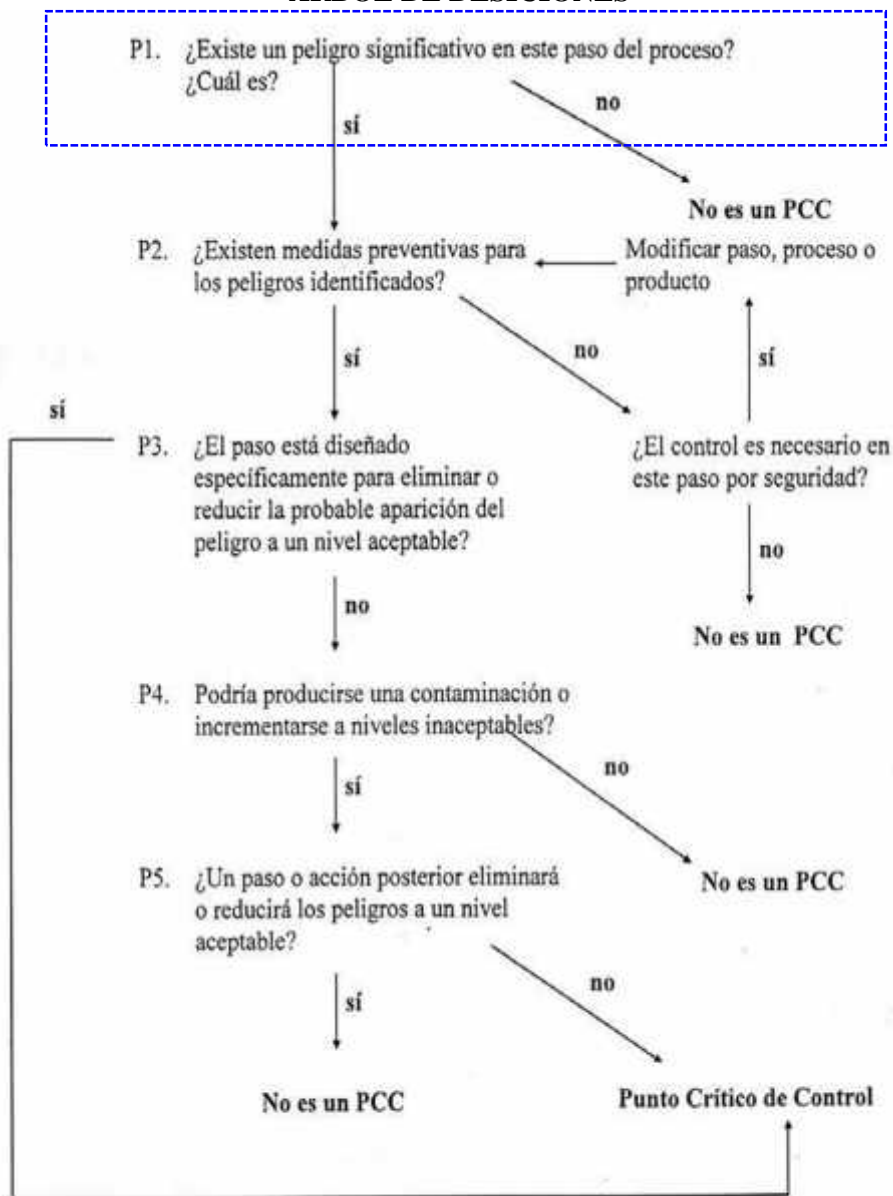 ÁRBOL DE DESICIONES
P1. ¿Existe un peligro significativo en este paso del proceso?
¿Cuál es?
no
sí
No es un PCC
P2. ¿Existen medidas preventivas para
los peligros identificados?
Modificar paso, proceso o
producto
sí
no
sí
sí
P3. ¿El paso está diseñado
específicamente para eliminar o
reducir la probable aparición del
peligro a un nivel aceptable?
¿El control es necesario en
este paso por seguridad?
no
no
No es un PCC
P4. Podría producirse una contaminación o
incrementarse a niveles inaceptables?
no
sí
No es un PCC
P5. ¿Un paso o acción posterior eliminará
o reducirá los peligros a un nivel
aceptable?
no
sí
No es un PCC
Punto Crítico de Control